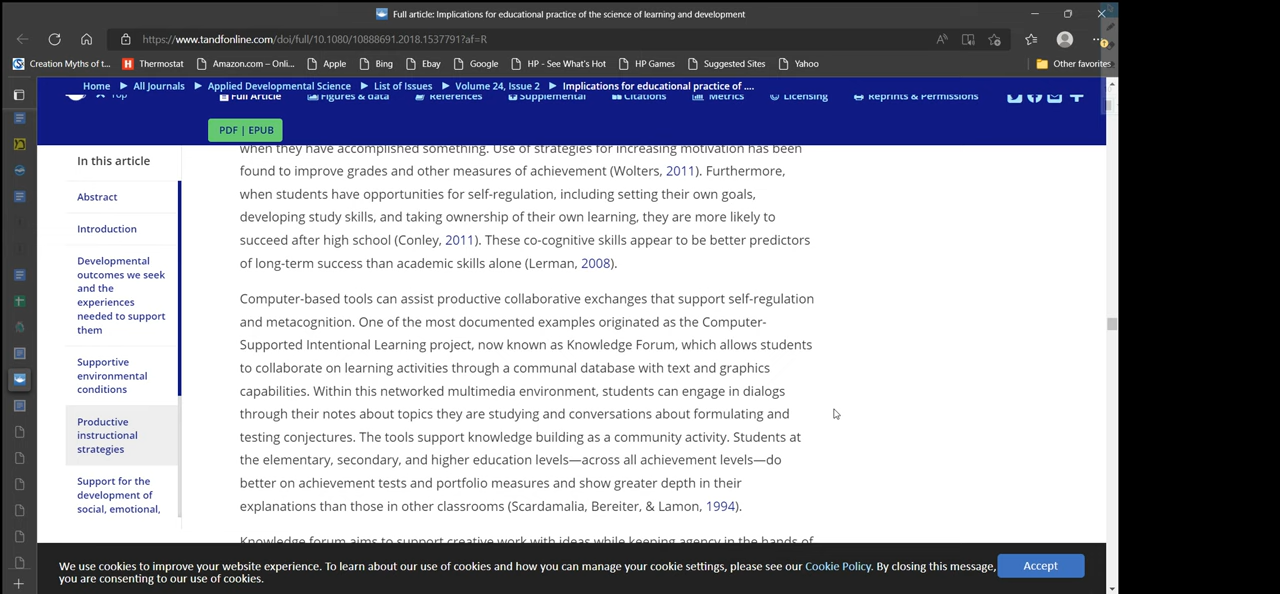 Full article: Implications for educational practice of the science of learning and development
https://www.tandfonline.com/doi/full/10.1080/10888691.2018.1537791?af=R
Creation Myths of t... Thermostat Amazon.com – Onli... Apple Bing Ebay Google HP - See What's Hot HP Games Suggested Sites Yahoo Other favorites
Home All Journals Applied Developmental Science List of Issues Volume 24, Issue 2 Implications for educational practice of ....
Top Full Article Figures & data References Supplemental Citations Metrics Licensing Reprints & Permissions
PDF | EPUB
In this article
Abstract
Introduction
Developmental
outcomes we seek
and the
experiences
needed to support
them
Supportive
environmental
conditions
Productive
instructional
strategies
Support for the
development of
social, emotional,
when they have accomplished something. Use of strategies for increasing motivation has been
found to improve grades and other measures of achievement (Wolters, 2011). Furthermore,
when students have opportunities for self-regulation, including setting their own goals,
developing study skills, and taking ownership of their own learning, they are more likely to
succeed after high school (Conley, 2011). These co-cognitive skills appear to be better predictors
of long-term success than academic skills alone (Lerman, 2008).
Computer-based tools can assist productive collaborative exchanges that support self-regulation
and metacognition. One of the most documented examples originated as the Computer-
Supported Intentional Learning project, now known as Knowledge Forum, which allows students
to collaborate on learning activities through a communal database with text and graphics
capabilities. Within this networked multimedia environment, students can engage in dialogs
through their notes about topics they are studying and conversations about formulating and
testing conjectures. The tools support knowledge building as a community activity. Students at
the elementary, secondary, and higher education levels—across all achievement levels—do
better on achievement tests and portfolio measures and show greater depth in their
explanations than those in other classrooms (Scardamalia, Bereiter, & Lamon, 1994).
Knowledge forum aims to support creative work with ideas while keeping agency in the hands of
We use cookies to improve your website experience. To learn about our use of cookies and how you can manage your cookie settings, please see our Cookie Policy. By closing this message,
you are consenting to our use of cookies.
Accept